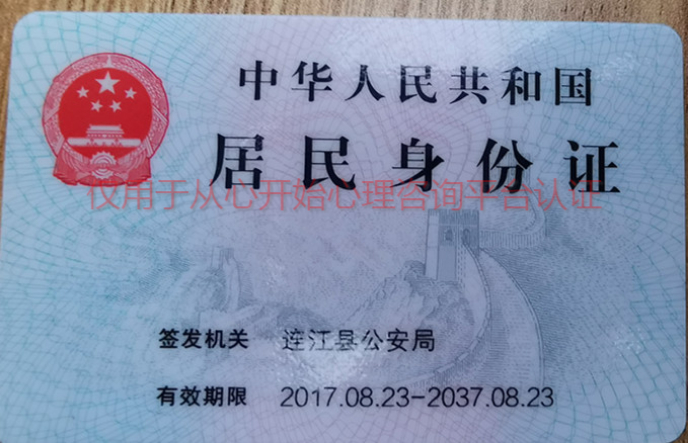 中华人民共和国
居民身份证
仅用于从心开始心理咨询平台认证
签发机关 连江县公安局
有效期限 2017.08.23-2037.08.23